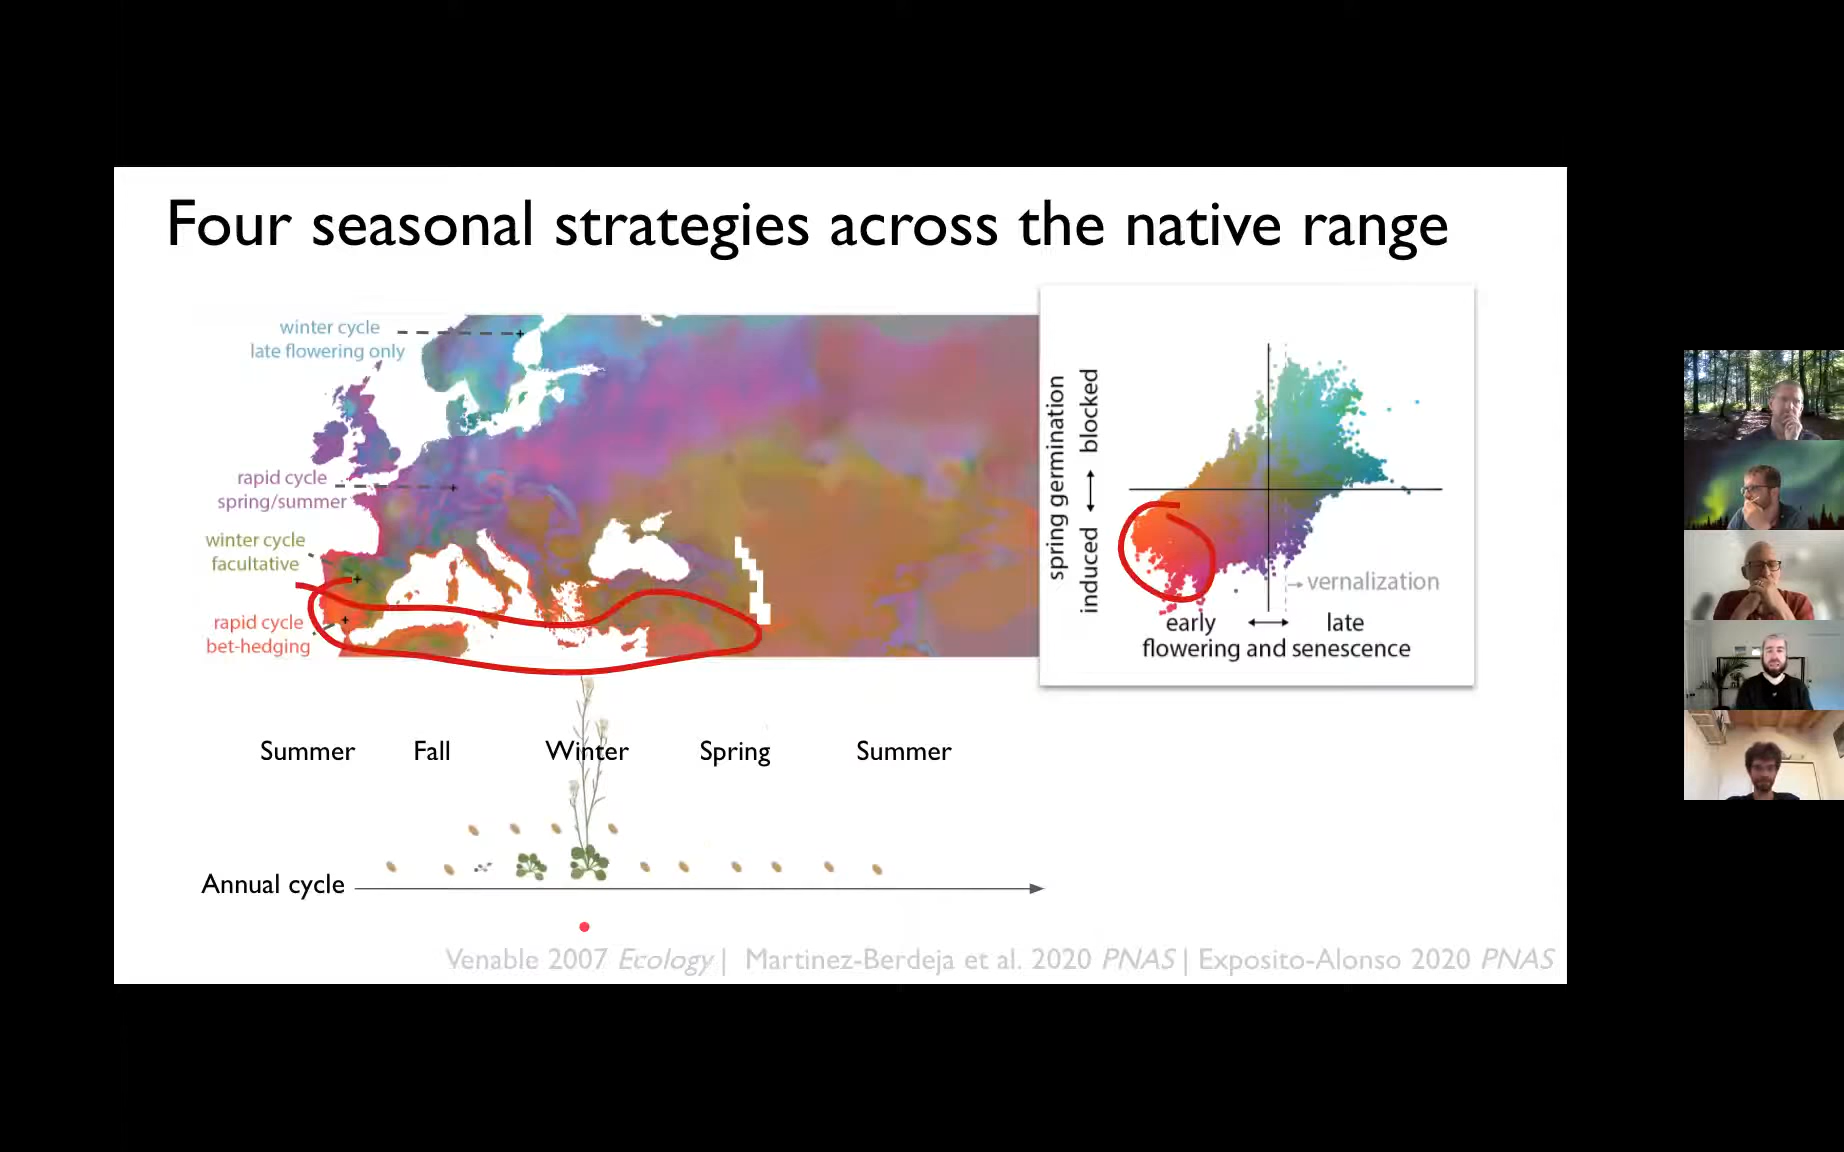 Four seasonal strategies across the native range
winter cycle
late flowering only
rapid cycle
spring/summer
winter cycle
facultative
rapid cycle
bet-hedging
spring germination
induced
blocked
vernalization
early
late
flowering and senescence
Summer
Fall
Winter
Spring
Summer
Annual cycle
Venable 2007 Ecology | Martinez-Berdeja et al. 2020 PNAS | Exposito-Alonso 2020 PNAS